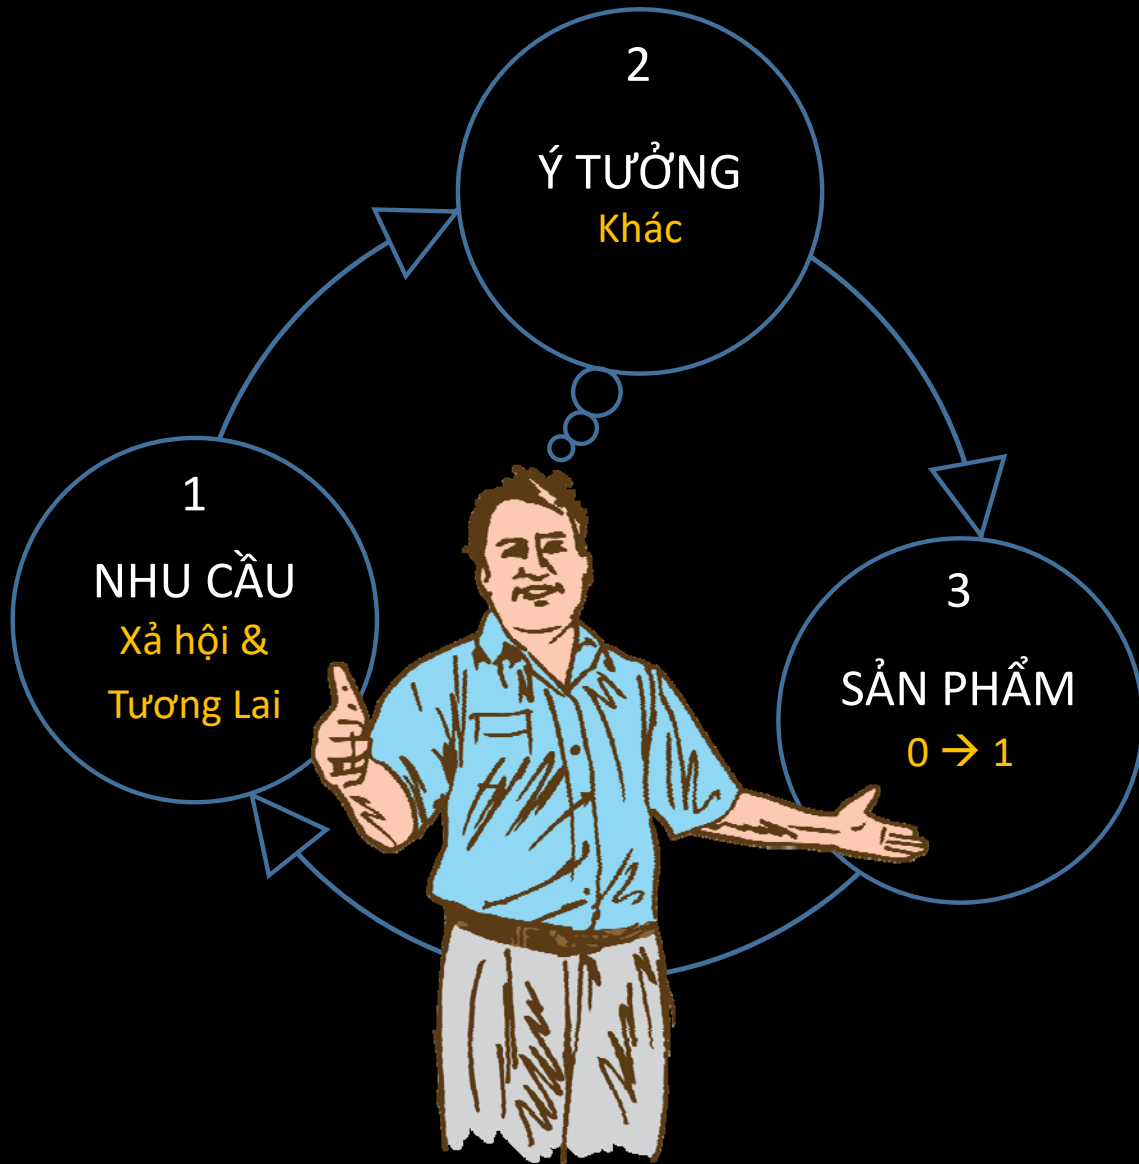 1
NHU CẦU
Xả hội &
Tương Lai
2
Ý TƯỞNG
Khác
3
SẢN PHẨM
0 → 1